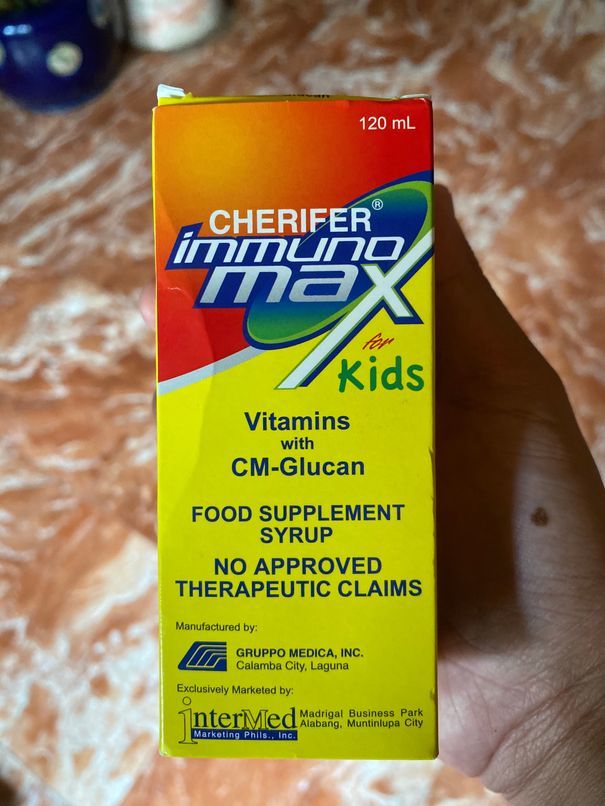 120 mL
CHERIFER®
immuno
max
for
Kids
Vitamins
with
CM-Glucan
FOOD SUPPLEMENT
SYRUP
NO APPROVED
THERAPEUTIC CLAIMS
Manufactured by:
GRUPPO MEDICA, INC.
Calamba City, Laguna
Exclusively Marketed by:
InterMed
Marketing Phils., Inc.
Madrigal Business Park
Alabang, Muntinlupa City